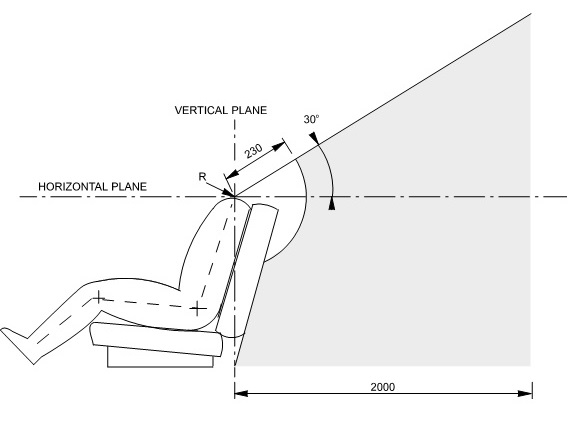 30°
VERTICAL PLANE
230
R
HORIZONTAL PLANE
2000